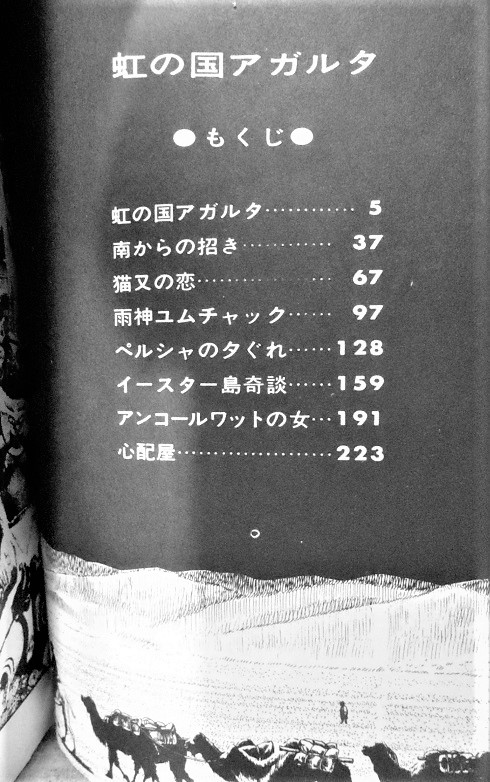 虹の国アガルタ
●もくじ●
虹の国アガルタ………… 5
南からの招き………… 37
猫又の恋………… 67
雨神ユムチャック…… 97
ペルシャの夕ぐれ……128
イースター島奇談……159
アンコールワットの女…191
心配屋…………………223